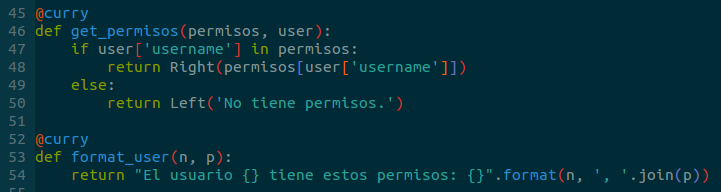 45 @curry
46 def get_permisos(permisos, user):
47     if user['username'] in permisos:
48         return Right(permisos[user['username']])
49     else:
50         return Left('No tiene permisos.')
51
52 @curry
53 def format_user(n, p):
54     return "El usuario {} tiene estos permisos: {}".format(n, ', '.join(p))